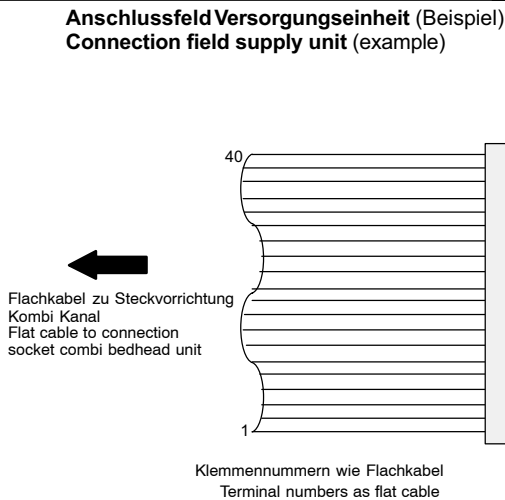 Anschlussfeld Versorgungseinheit (Beispiel)
Connection field supply unit (example)
40
Flachkabel zu Steckvorrichtung
Kombi Kanal
Flat cable to connection
socket combi bedhead unit
1
Klemmennummern wie Flachkabel
Terminal numbers as flat cable